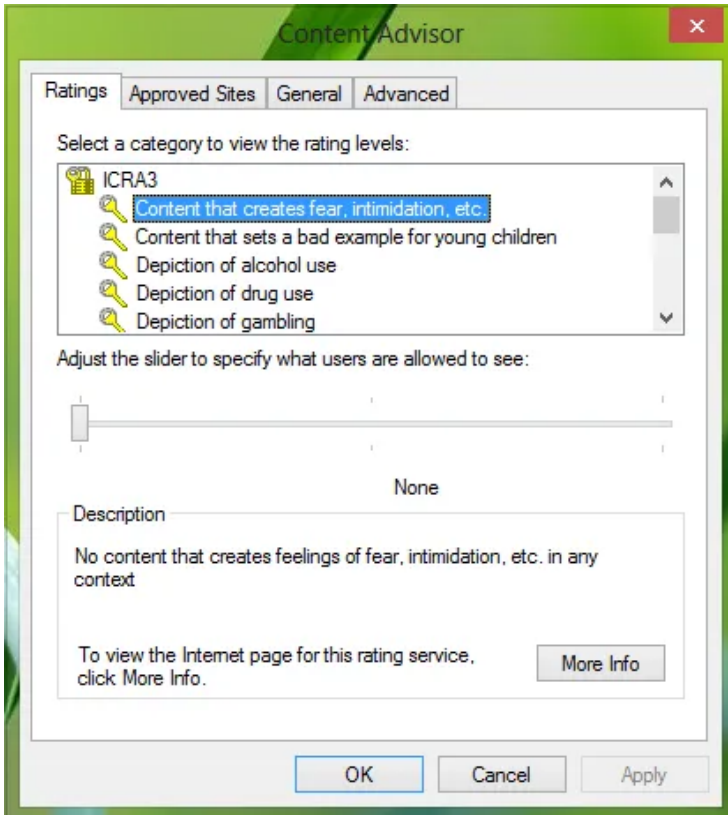 Content Advisor
Ratings
Approved Sites
General
Advanced
Select a category to view the rating levels:
ICRA3
Content that creates fear, intimidation, etc.
Content that sets a bad example for young children
Depiction of alcohol use
Depiction of drug use
Depiction of gambling
Adjust the slider to specify what users are allowed to see:
None
Description
No content that creates feelings of fear, intimidation, etc. in any
context
To view the Internet page for this rating service,
click More Info.
More Info
OK
Cancel
Apply